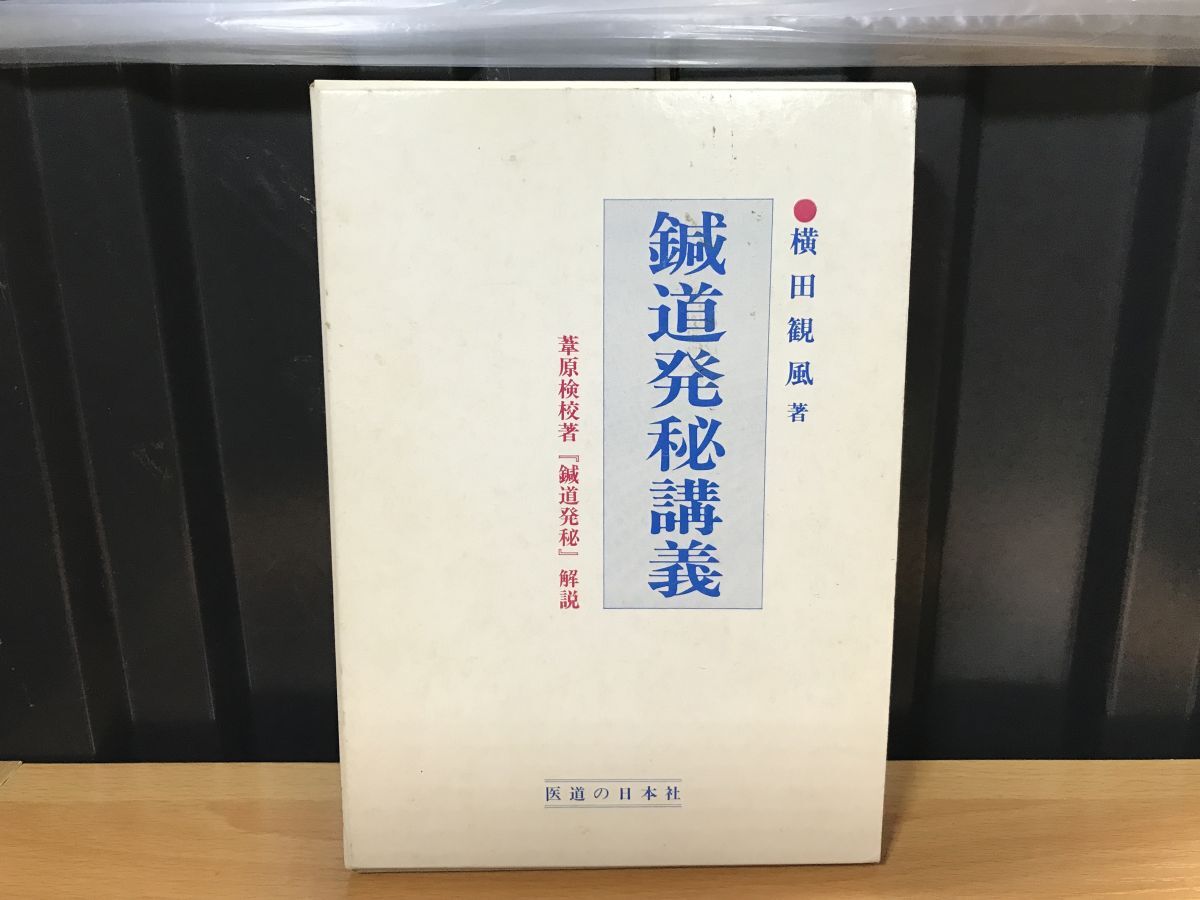 ●横田観風著
鍼道発秘講義
葦原検校著『鍼道発秘』解説
医道の日本社